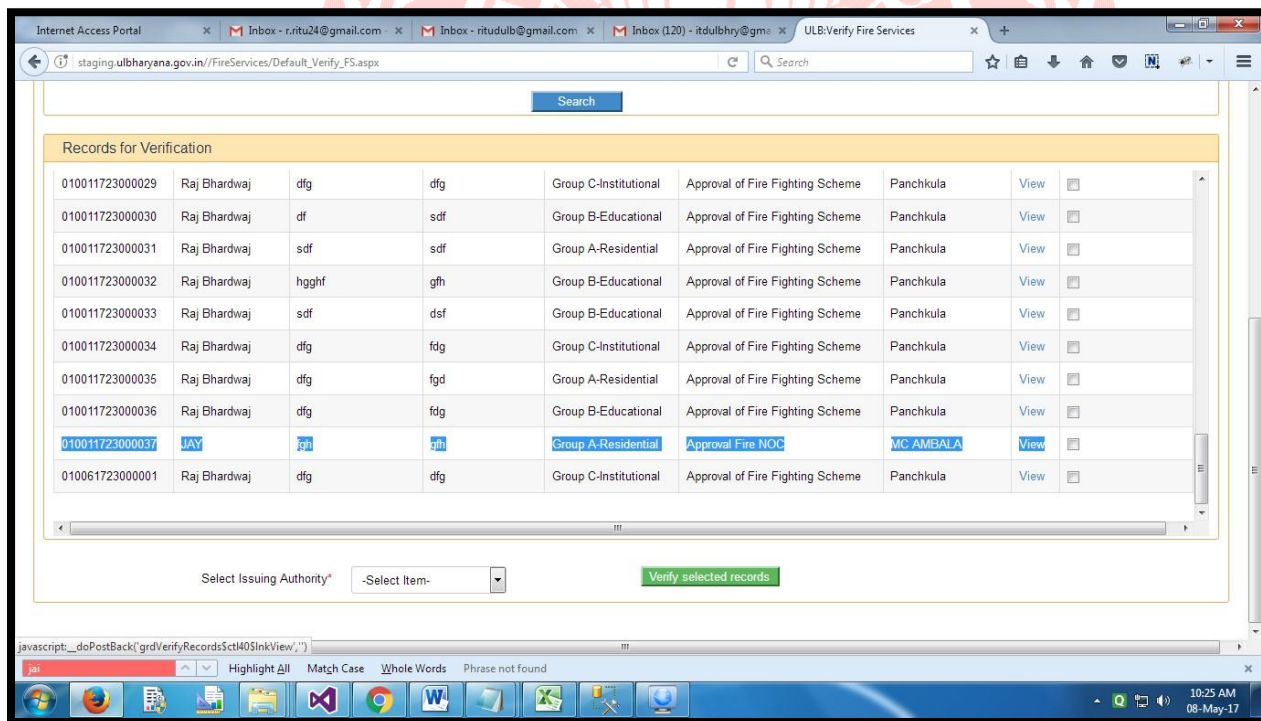 Internet Access Portal × Inbox - r.ritu24@gmail.com - × Inbox - ritudulb@gmail.com × Inbox (120) - itdulbhry@gma × ULB:Verify Fire Services × +
staging.ulbharyana.gov.in//FireServices/Default_Verify_FS.aspx Search
Search
Records for Verification
010011723000029 Raj Bhardwaj dfg dfg Group C-Institutional Approval of Fire Fighting Scheme Panchkula View
010011723000030 Raj Bhardwaj df sdf Group B-Educational Approval of Fire Fighting Scheme Panchkula View
010011723000031 Raj Bhardwaj sdf sdf Group A-Residential Approval of Fire Fighting Scheme Panchkula View
010011723000032 Raj Bhardwaj hgghf gfh Group B-Educational Approval of Fire Fighting Scheme Panchkula View
010011723000033 Raj Bhardwaj sdf dsf Group B-Educational Approval of Fire Fighting Scheme Panchkula View
010011723000034 Raj Bhardwaj dfg fdg Group C-Institutional Approval of Fire Fighting Scheme Panchkula View
010011723000035 Raj Bhardwaj dfg fgd Group A-Residential Approval of Fire Fighting Scheme Panchkula View
010011723000036 Raj Bhardwaj dfg fdg Group B-Educational Approval of Fire Fighting Scheme Panchkula View
010011723000037 JAY fgh gfh Group A-Residential Approval Fire NOC MC AMBALA View
010061723000001 Raj Bhardwaj dfg dfg Group C-Institutional Approval of Fire Fighting Scheme Panchkula View
Select Issuing Authority* -Select Item- Verify selected records
javascript:__doPostBack('grdVerifyRecords$ctl40$lnkView','')
jai Highlight All Match Case Whole Words Phrase not found
10:25 AM
08-May-17